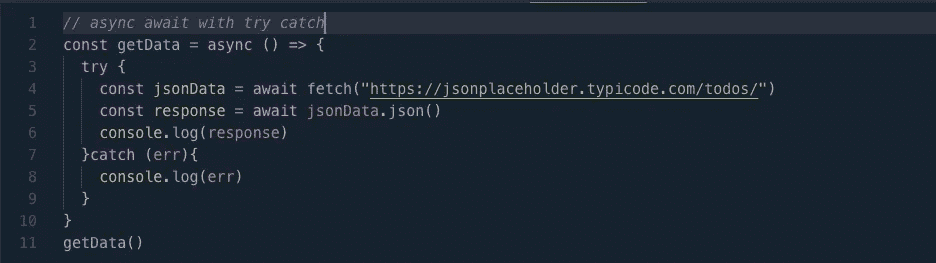 1 // async await with try catch
2 const getData = async () => {
3 try {
4 const jsonData = await fetch("https://jsonplaceholder.typicode.com/todos/")
5 const response = await jsonData.json()
6 console.log(response)
7 }catch (err){
8 console.log(err)
9 }
10 }
11 getData()